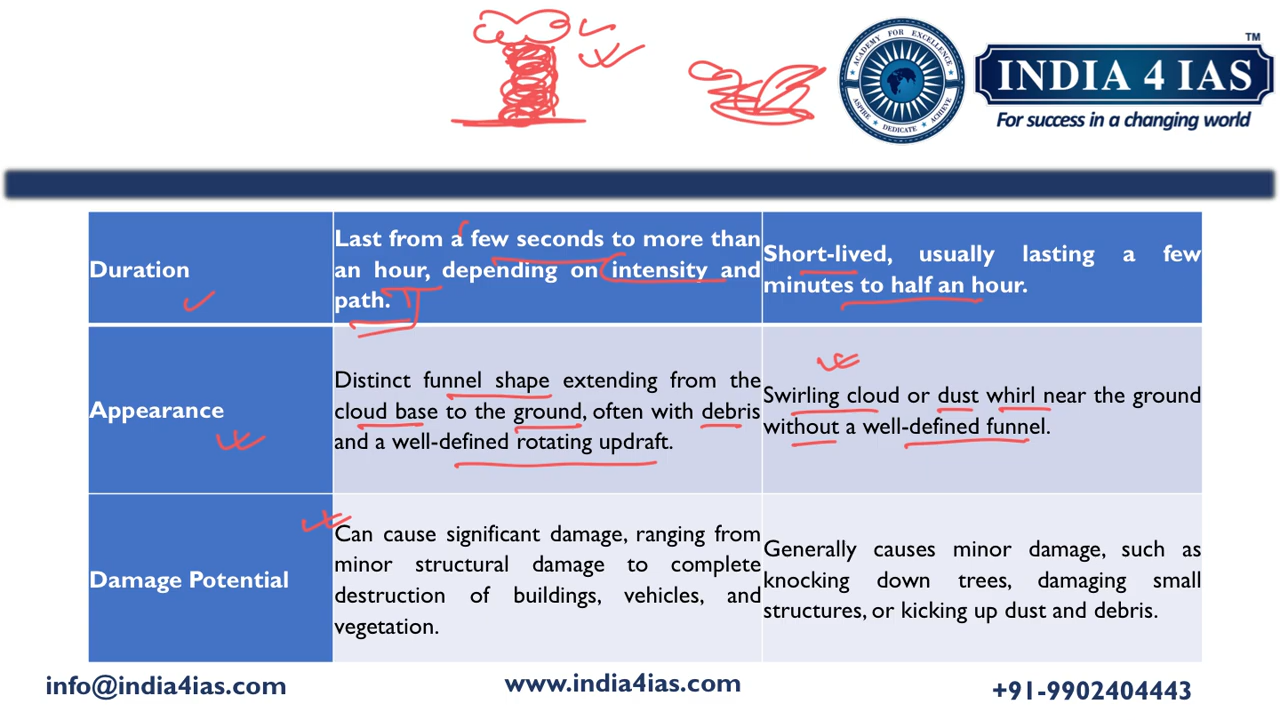 ACADEMY FOR EXCELLENCE
ASPIRE DEDICATE ACHIEVE
INDIA 4 IAS
TM
For success in a changing world
Duration
Last from a few seconds to more than
an hour, depending on intensity and
path.
Short-lived, usually lasting a few
minutes to half an hour.
Appearance
Distinct funnel shape extending from the
cloud base to the ground, often with debris
and a well-defined rotating updraft.
Swirling cloud or dust whirl near the ground
without a well-defined funnel.
Damage Potential
Can cause significant damage, ranging from
minor structural damage to complete
destruction of buildings, vehicles, and
vegetation.
Generally causes minor damage, such as
knocking down trees, damaging small
structures, or kicking up dust and debris.
info@india4ias.com
www.india4ias.com
+91-9902404443